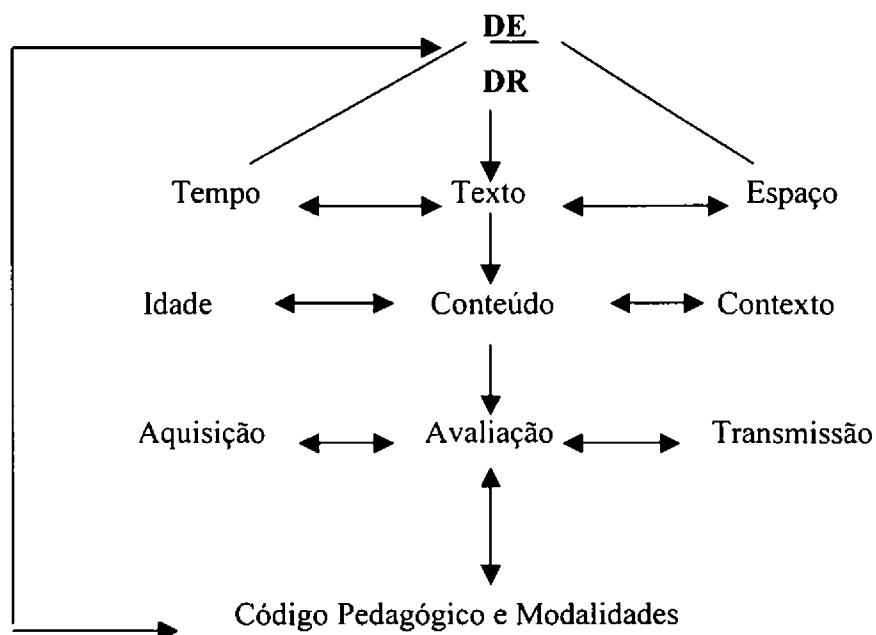 DE
DR
Tempo Texto Espaço
Idade Conteúdo Contexto
Aquisição Avaliação Transmissão
Código Pedagógico e Modalidades